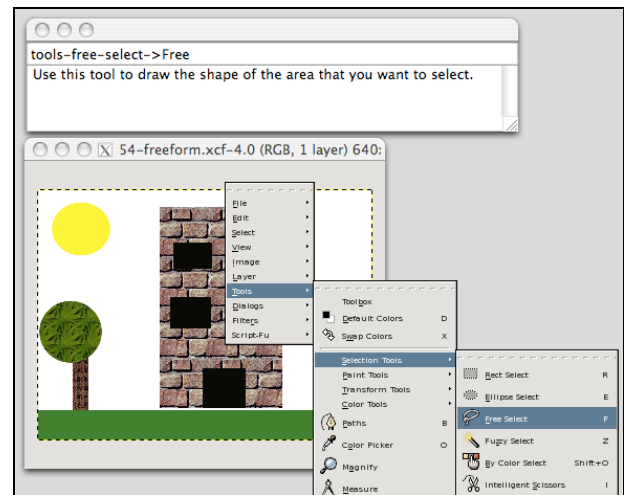 tools-free-select->Free
Use this tool to draw the shape of the area that you want to select.
X 54-freeform.xcf-4.0 (RGB, 1 layer) 640:
File
Edit
Select
View
Image
Layer
Tools
Dialogs
Filters
Script-Fu
Toolbox
Default Colors D
Swap Colors X
Selection Tools
Paint Tools
Transform Tools
Color Tools
Paths B
Color Picker O
Magnify
Measure
Rect Select R
Ellipse Select E
Free Select F
Fuzzy Select Z
By Color Select Shift+O
Intelligent Scissors I